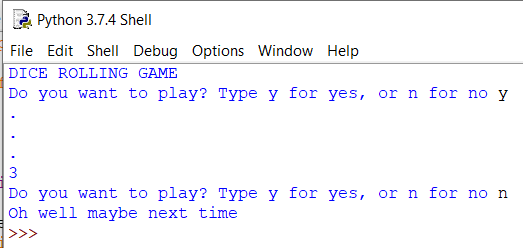 Python 3.7.4 Shell
File Edit Shell Debug Options Window Help
DICE ROLLING GAME
Do you want to play? Type y for yes, or n for no y
.
.
.
3
Do you want to play? Type y for yes, or n for no n
Oh well maybe next time
>>>